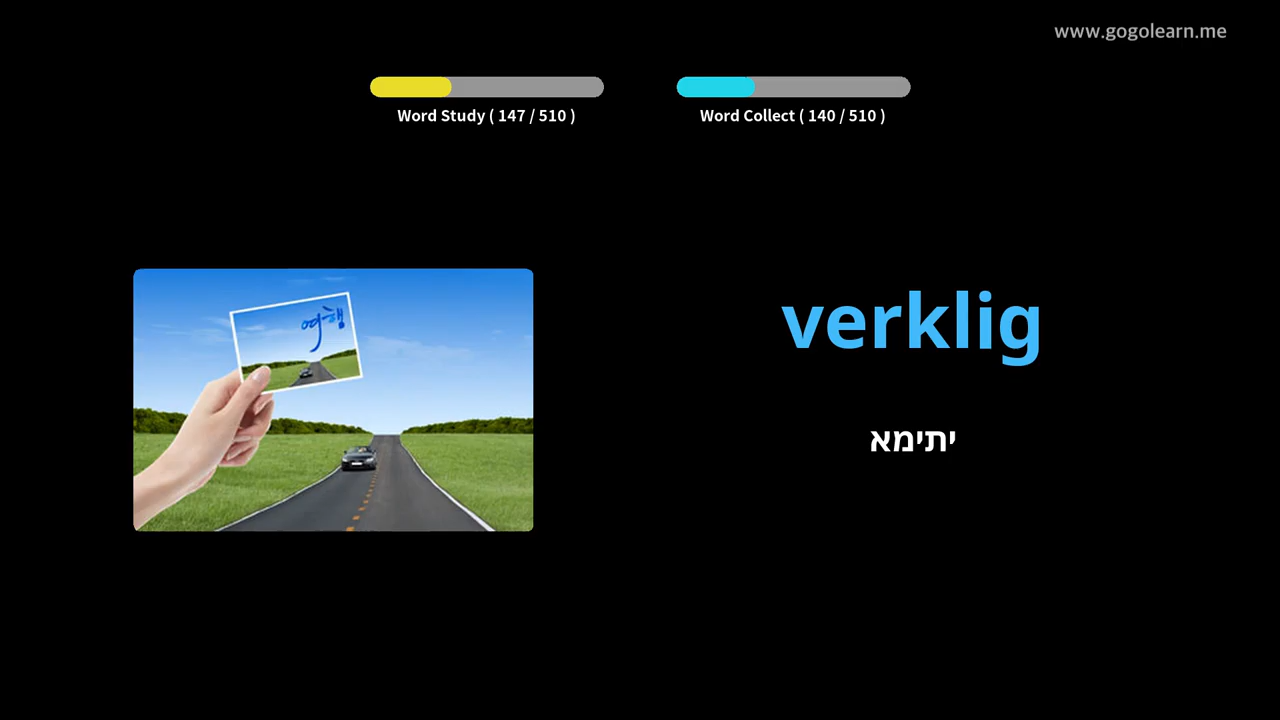 www.gogolearn.me
Word Study ( 147 / 510 )
Word Collect ( 140 / 510 )
여행
verklig
יתימא